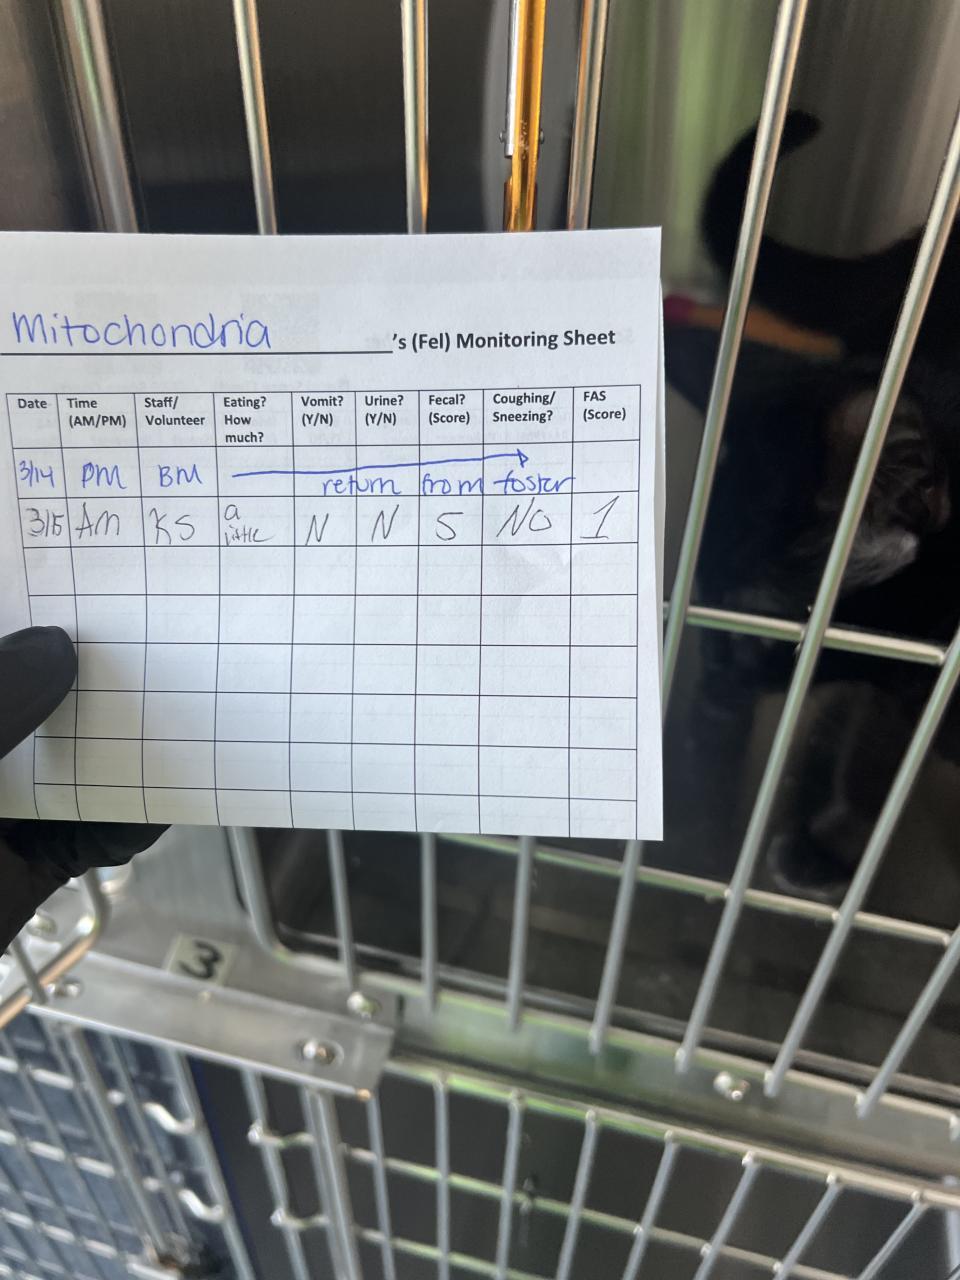 Mitochondria 's (Fel) Monitoring Sheet
Date Time (AM/PM) Staff/ Volunteer Eating? How much? Vomit? (Y/N) Urine? (Y/N) Fecal? (Score) Coughing/ Sneezing? FAS (Score)
3/14 PM BM return from foster
3/15 AM KS a little N N 5 NO 1
3